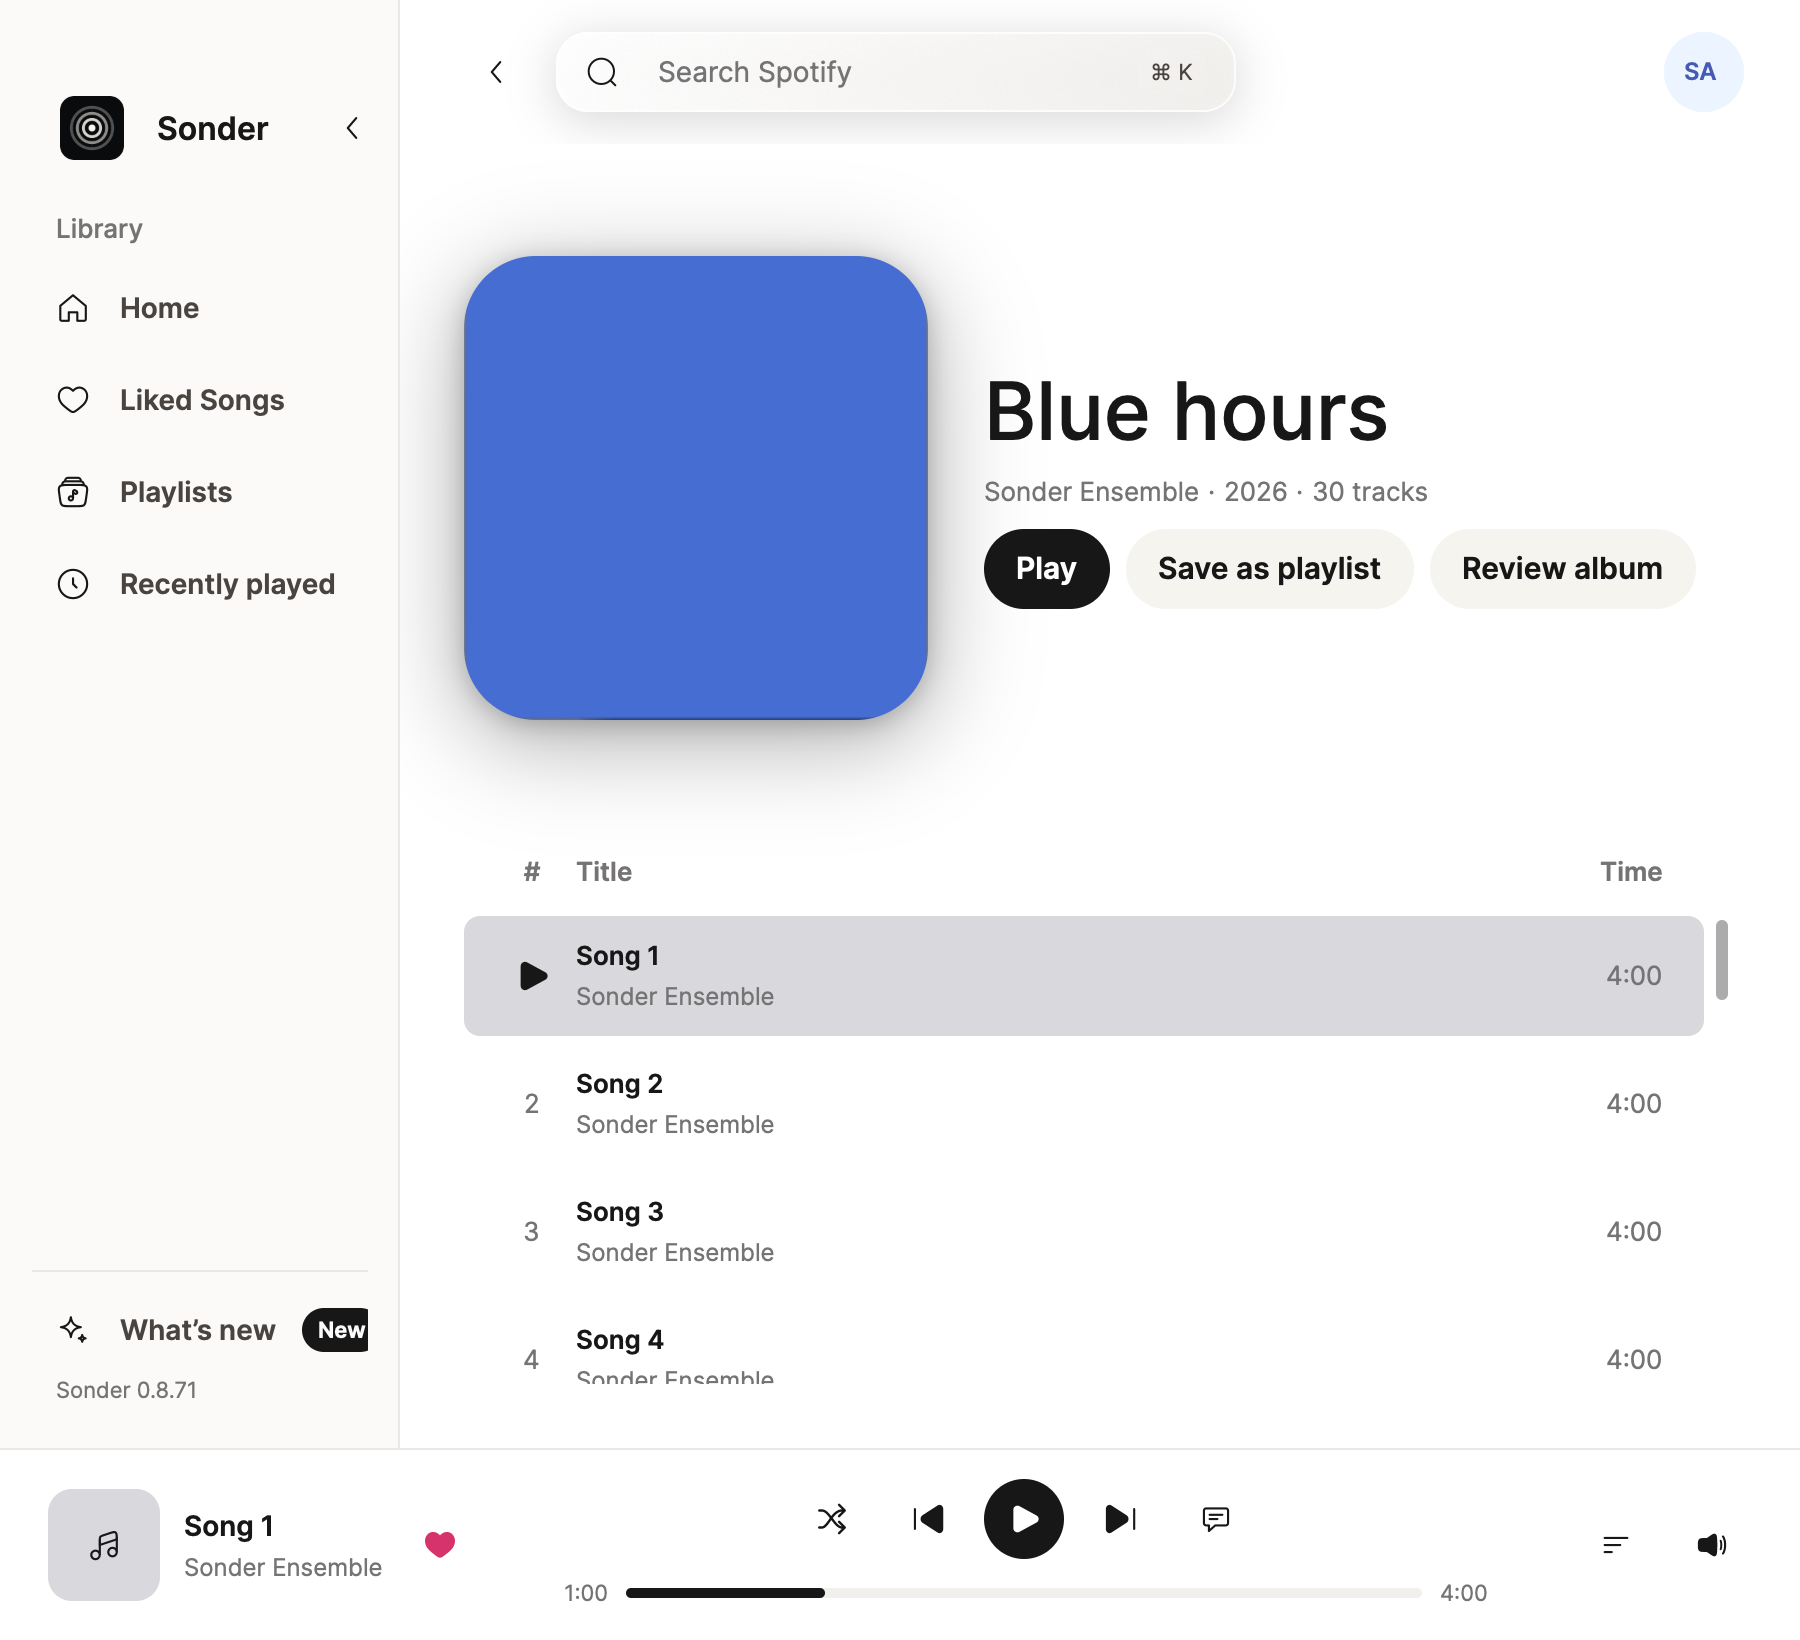 Search Spotify ⌘ K
SA
Sonder
Library
Home
Liked Songs
Playlists
Recently played
What’s new New
Sonder 0.8.71
Blue hours
Sonder Ensemble · 2026 · 30 tracks
Play Save as playlist Review album
# Title Time
Song 1
Sonder Ensemble
4:00
2 Song 2
Sonder Ensemble
4:00
3 Song 3
Sonder Ensemble
4:00
4 Song 4
Sonder Ensemble
4:00
Song 1
Sonder Ensemble
1:00 4:00